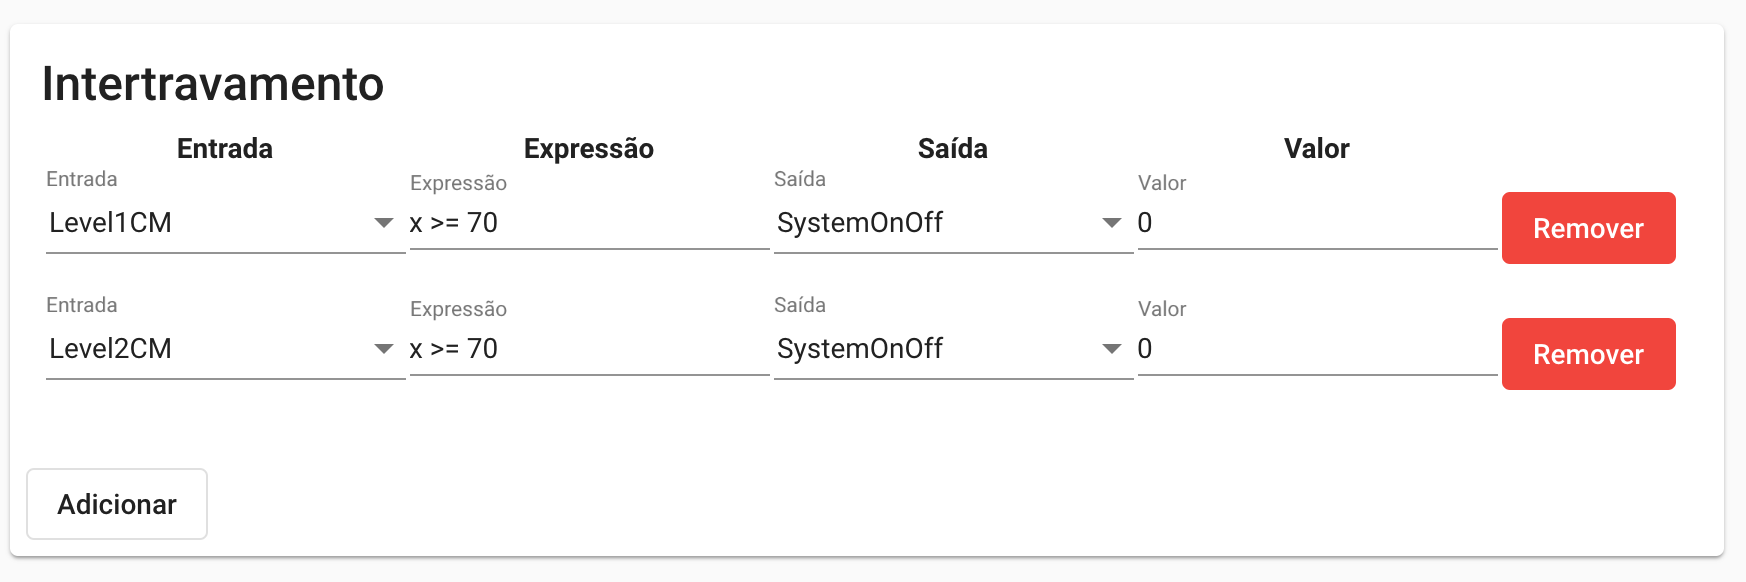 Intertravamento
Entrada Expressão Saída Valor
Entrada Expressão Saída Valor
Level1CM x >= 70 SystemOnOff 0 Remover
Entrada Expressão Saída Valor
Level2CM x >= 70 SystemOnOff 0 Remover
Adicionar